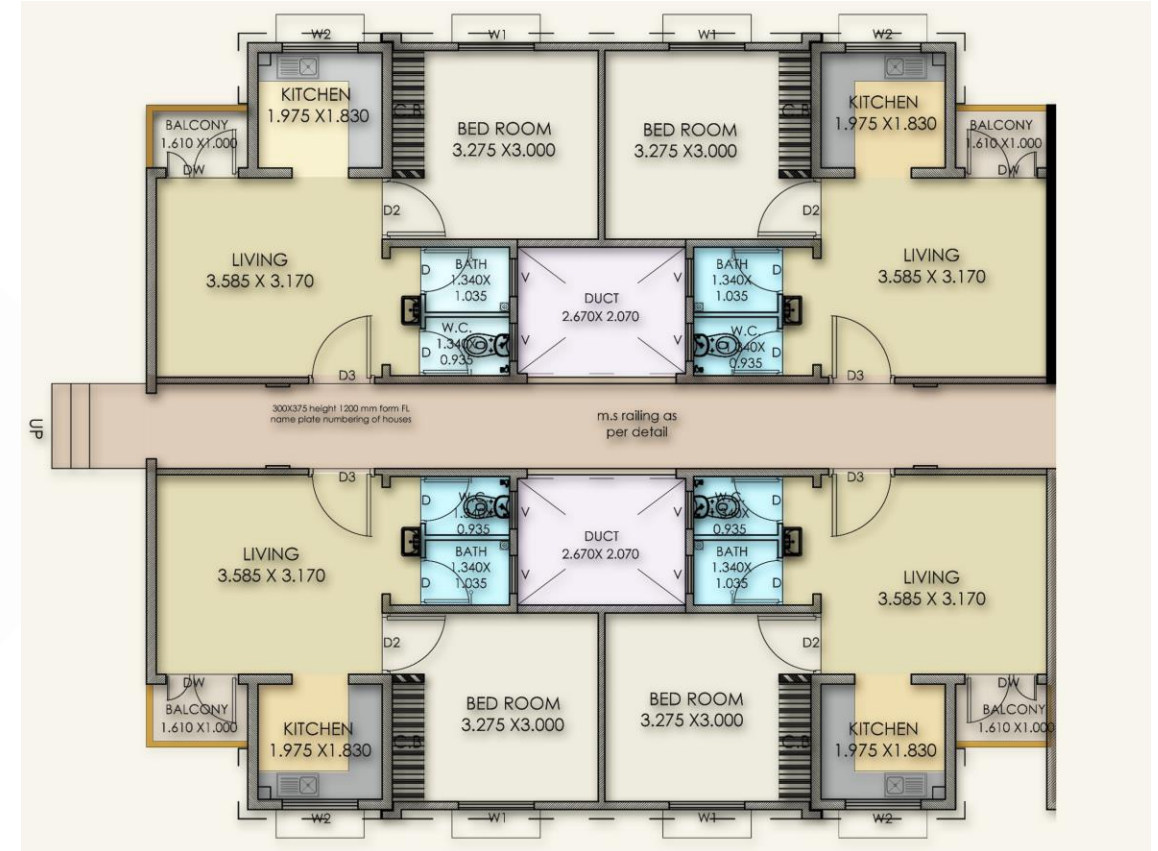 W2
W1
W1
W2
KITCHEN
1.975 X1.830
C.B
BED ROOM
3.275 X3.000
BED ROOM
3.275 X3.000
C.B
KITCHEN
1.975 X1.830
BALCONY
1.610 X1.000
DW
BALCONY
1.610 X1.000
DW
D2
D2
LIVING
3.585 X 3.170
D
BATH
1.340X
1.035
V
DUCT
2.670X 2.070
V
BATH
1.340X
1.035
D
LIVING
3.585 X 3.170
D
W.C.
1.340X
0.935
V
V
W.C.
1.340X
0.935
D
D3
D3
UP
300X375 height 1200 mm form FL
name plate numbering of houses
m.s railing as
per detail
D3
D3
D
W.C.
1.340X
0.935
V
V
W.C.
1.340X
0.935
D
LIVING
3.585 X 3.170
D
BATH
1.340X
1.035
V
DUCT
2.670X 2.070
V
BATH
1.340X
1.035
D
LIVING
3.585 X 3.170
D2
D2
DW
BALCONY
1.610 X1.000
DW
BALCONY
1.610 X1.000
KITCHEN
1.975 X1.830
C.B
BED ROOM
3.275 X3.000
BED ROOM
3.275 X3.000
C.B
KITCHEN
1.975 X1.830
W2
W1
W1
W2